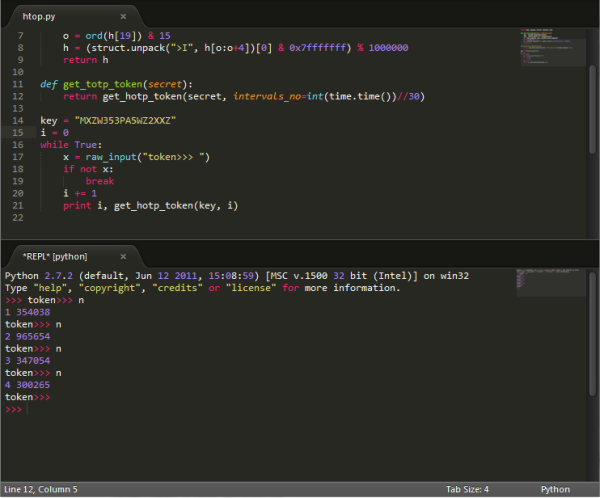 htop.py ×
7 o = ord(h[19]) & 15
8 h = (struct.unpack(">I", h[o:o+4])[0] & 0x7fffffff) % 1000000
9 return h
10
11 def get_totp_token(secret):
12 return get_hotp_token(secret, intervals_no=int(time.time())//30)
13
14 key = "MXZW353PA5WZ2XXZ"
15 i = 0
16 while True:
17 x = raw_input("token>>> ")
18 if not x:
19 break
20 i += 1
21 print i, get_hotp_token(key, i)
22
*REPL* [python] ×
Python 2.7.2 (default, Jun 12 2011, 15:08:59) [MSC v.1500 32 bit (Intel)] on win32
Type "help", "copyright", "credits" or "license" for more information.
>>> token>>> n
1 354038
token>>> n
2 965654
token>>> n
3 347054
token>>> n
4 300265
token>>>
>>>
Line 12, Column 5 Tab Size: 4 Python